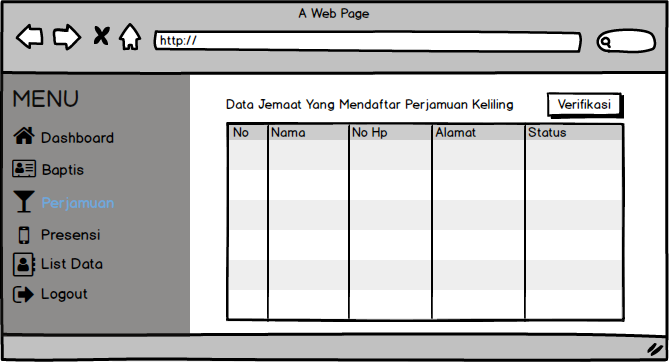 A Web Page
http://
MENU
Dashboard
Baptis
Perjamuan
Presensi
List Data
Logout
Data Jemaat Yang Mendaftar Perjamuan Keliling
Verifikasi
No Nama No Hp Alamat Status